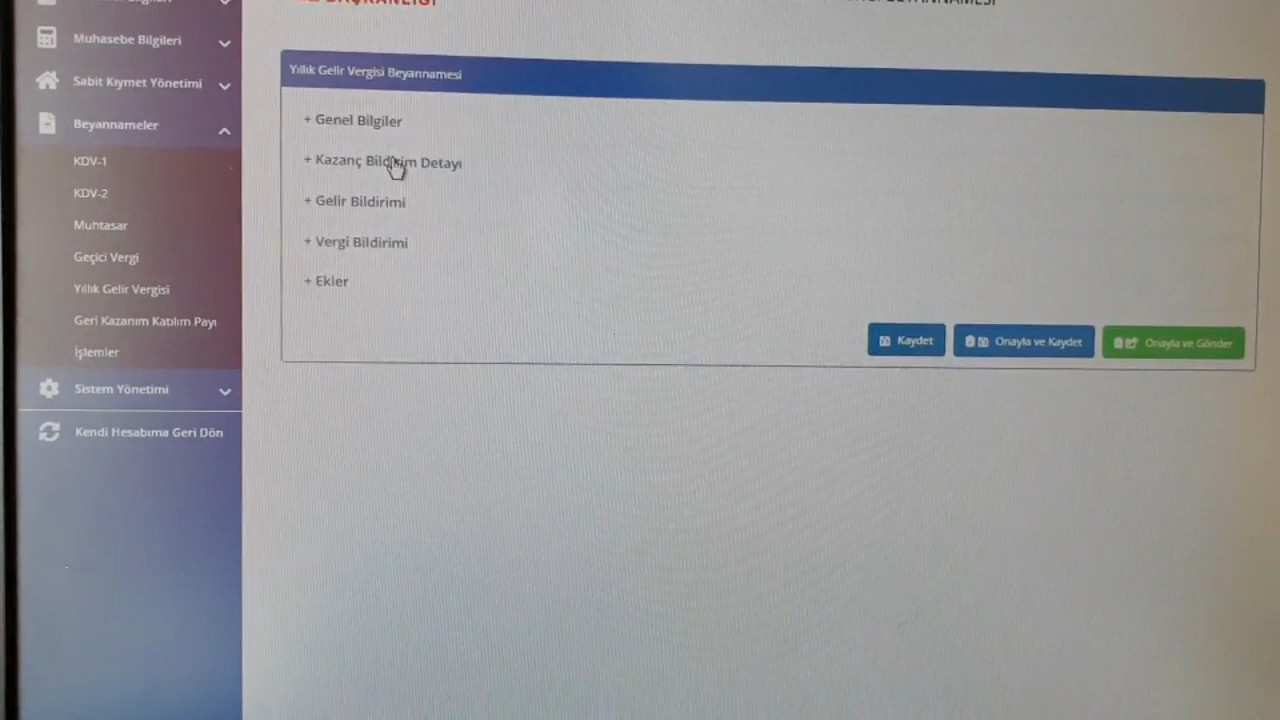 BAŞKANLIĞI
BEYANNAMESİ
Muhasebe Bilgileri
Sabit Kıymet Yönetimi
Beyannameler
KDV-1
KDV-2
Muhtasar
Geçici Vergi
Yıllık Gelir Vergisi
Geri Kazanım Katılım Payı
İşlemler
Sistem Yönetimi
Kendi Hesabıma Geri Dön
Yıllık Gelir Vergisi Beyannamesi
+ Genel Bilgiler
+ Kazanç Bildirim Detayı
+ Gelir Bildirimi
+ Vergi Bildirimi
+ Ekler
Kaydet
Onayla ve Kaydet
Onayla ve Gönder